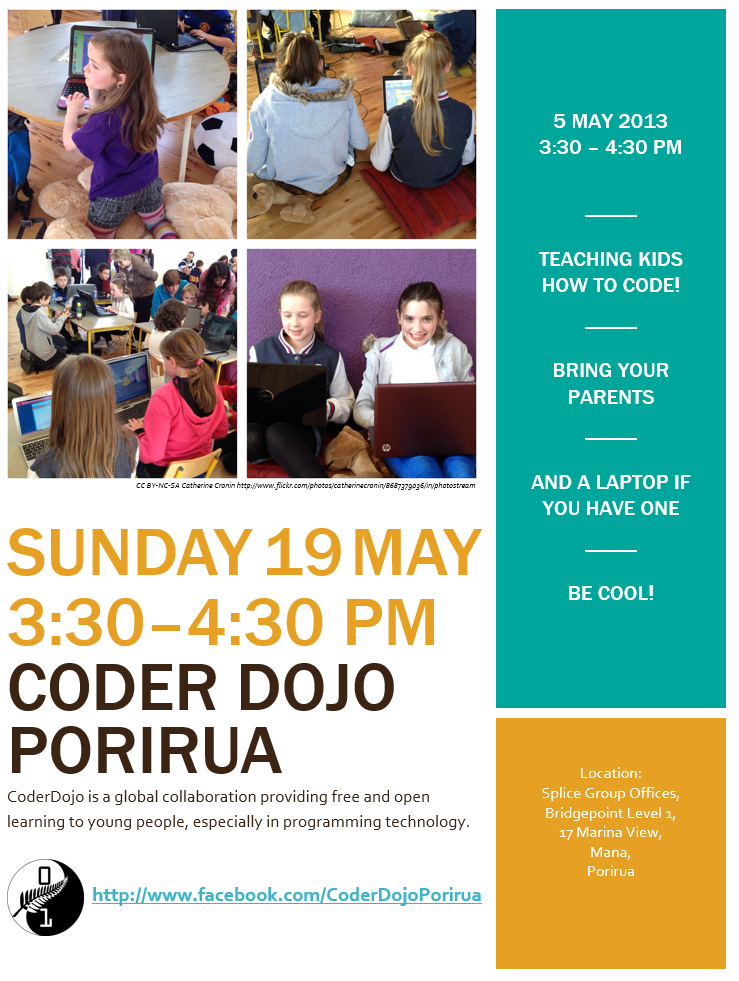 5 MAY 2013
3:30 – 4:30 PM
TEACHING KIDS
HOW TO CODE!
BRING YOUR
PARENTS
AND A LAPTOP IF
YOU HAVE ONE
BE COOL!
CC BY-NC-SA Catherine Cronin http://www.flickr.com/photos/catherinecronin/8687379036/in/photostream
SUNDAY 19 MAY
3:30–4:30 PM
CODER DOJO
PORIRUA
CoderDojo is a global collaboration providing free and open
learning to young people, especially in programming technology.
0
1
http://www.facebook.com/CoderDojoPorirua
Location:
Splice Group Offices,
Bridgepoint Level 1,
17 Marina View,
Mana,
Porirua